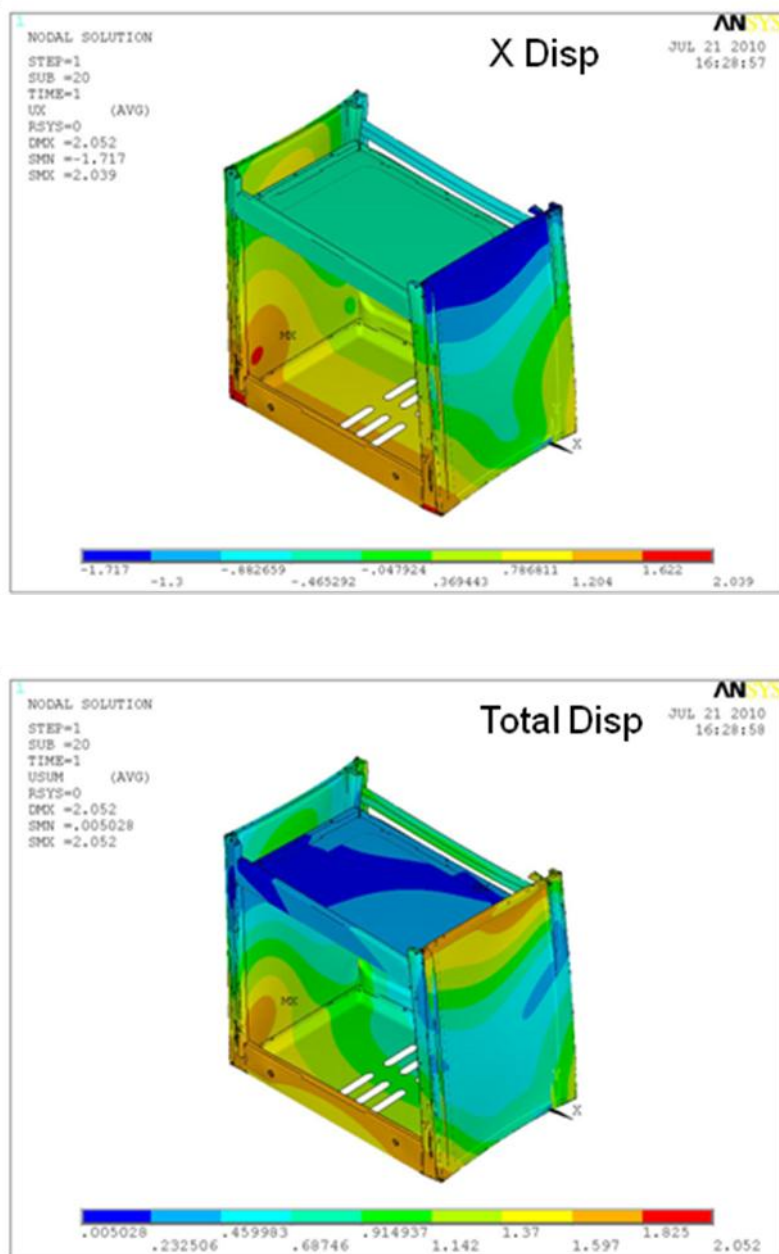 1
ANSYS
NODAL SOLUTION
X Disp
JUL 21 2010
16:28:57
STEP=1
SUB =20
TIME=1
UX (AVG)
RSYS=0
DMX =2.052
SMN =-1.717
SMX =2.039
MX
X
-1.717 -.882659 -.047924 .786811 1.622
-1.3 -.465292 .369443 1.204 2.039
1
ANSYS
NODAL SOLUTION
Total Disp
JUL 21 2010
16:28:58
STEP=1
SUB =20
TIME=1
USUM (AVG)
RSYS=0
DMX =2.052
SMN =.005028
SMX =2.052
MX
X
.005028 .459983 .914937 1.37 1.825
.232506 .68746 1.142 1.597 2.052